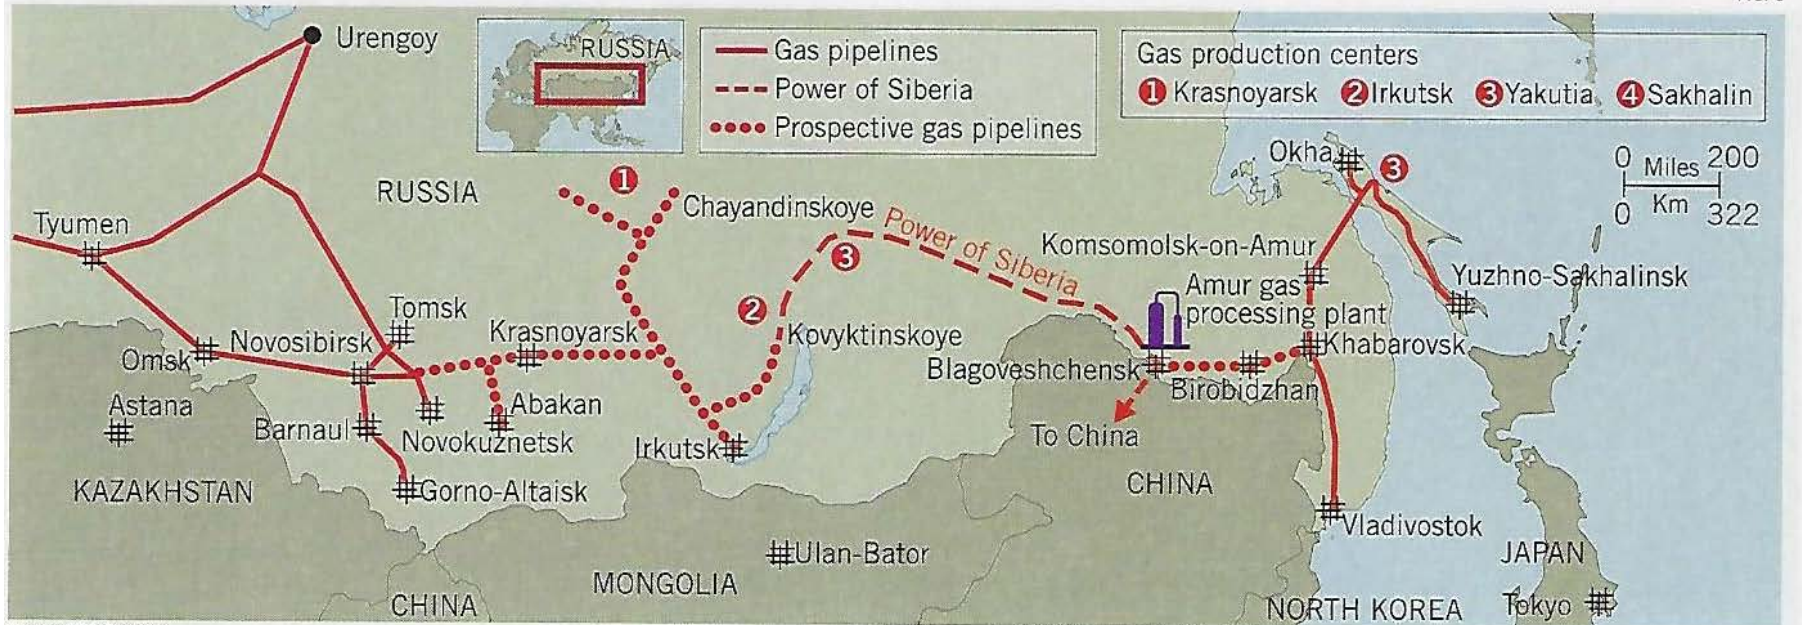 Urengoy
RUSSIA
Gas pipelines
Power of Siberia
Prospective gas pipelines
Gas production centers
1 Krasnoyarsk 2 Irkutsk 3 Yakutia 4 Sakhalin
0 Miles 200
0 Km 322
Okha
3
RUSSIA
1
Chayandinskoye
Power of Siberia
Tyumen
Komsomolsk-on-Amur
3
Amur gas
processing plant
Yuzhno-Sakhalinsk
Tomsk
2
Novosibirsk
Krasnoyarsk
Kovyktinskoye
Khabarovsk
Omsk
Blagoveshchensk
Birobidzhan
Astana
Abakan
Barnaul
Novokuznetsk
Irkutsk
To China
KAZAKHSTAN
Gorno-Altaisk
CHINA
Vladivostok
Ulan-Bator
JAPAN
MONGOLIA
CHINA
NORTH KOREA
Tokyo